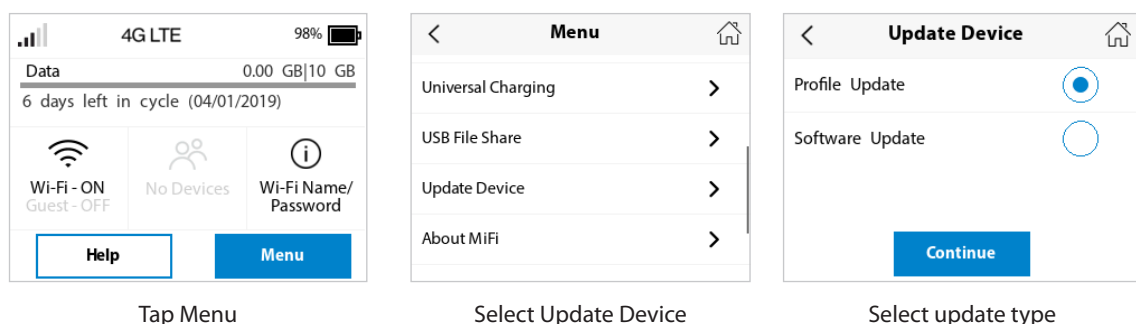 4G LTE 98%
Data 0.00 GB|10 GB
6 days left in cycle (04/01/2019)
Wi-Fi - ON
Guest - OFF
No Devices
Wi-Fi Name/
Password
Help
Menu
Tap Menu
Menu
Universal Charging
USB File Share
Update Device
About MiFi
Select Update Device
Update Device
Profile Update
Software Update
Continue
Select update type